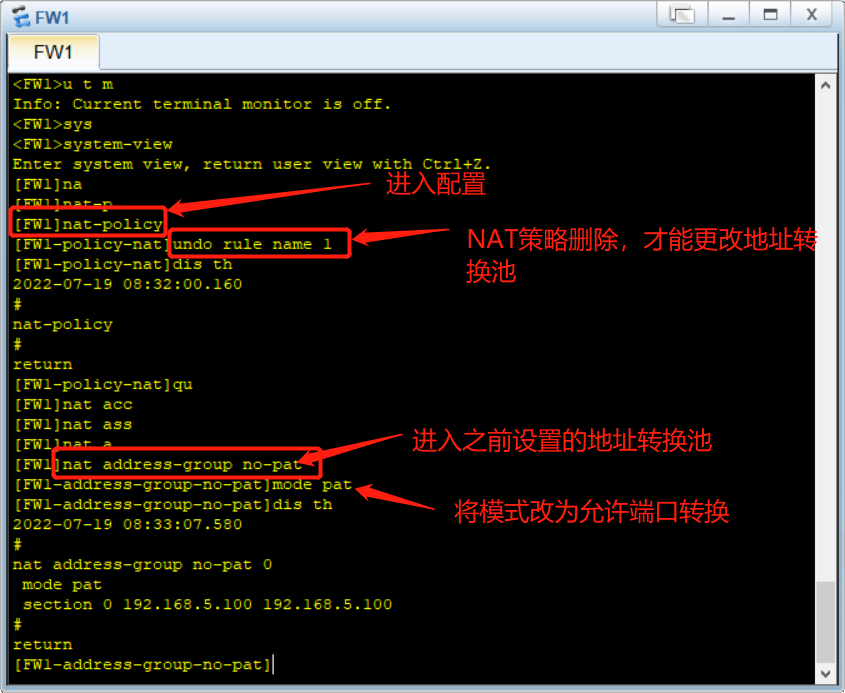 FW1
FW1
<FW1>u t m
Info: Current terminal monitor is off.
<FW1>sys
<FW1>system-view
Enter system view, return user view with Ctrl+Z.
[FW1]na
进入配置
[FW1]nat-p
[FW1]nat-policy
[FW1-policy-nat]undo rule name 1
NAT策略删除，才能更改地址转
换池
[FW1-policy-nat]dis th
2022-07-19 08:32:00.160
#
nat-policy
#
return
[FW1-policy-nat]qu
[FW1]nat acc
[FW1]nat ass
[FW1]nat a
进入之前设置的地址转换池
[FW1]nat address-group no-pat
[FW1-address-group-no-pat]mode pat
[FW1-address-group-no-pat]dis th
将模式改为允许端口转换
2022-07-19 08:33:07.580
#
nat address-group no-pat 0
mode pat
section 0 192.168.5.100 192.168.5.100
#
return
[FW1-address-group-no-pat]